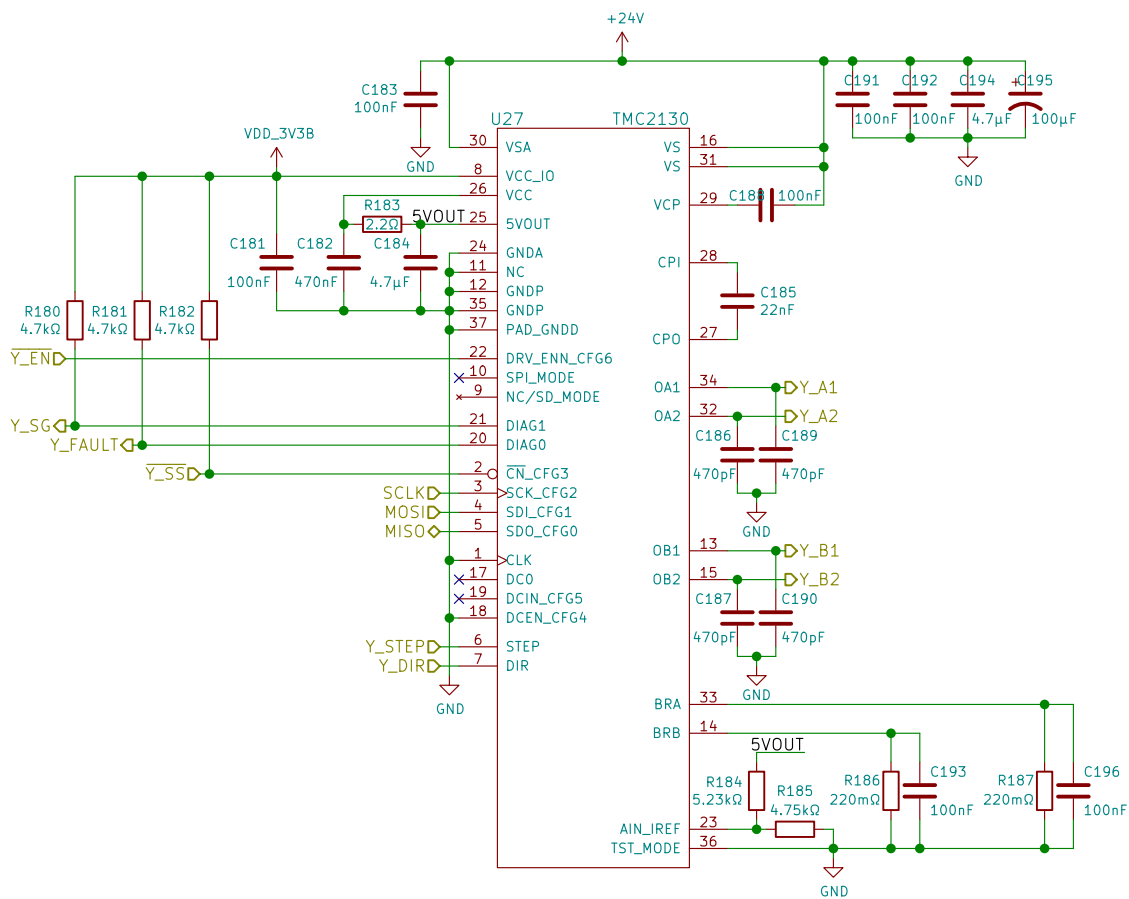 +24V
C183
100nF
GND
VDD_3V3B
C191
100nF
C192
100nF
C194
4.7µF
+
C195
100µF
GND
U27
TMC2130
30
VSA
8
VCC_IO
26
VCC
25
5VOUT
24
GNDA
11
NC
12
GNDP
35
GNDP
37
PAD_GNDD
22
DRV_ENN_CFG6
10
SPI_MODE
9
NC/SD_MODE
21
DIAG1
20
DIAG0
2
CN_CFG3
3
SCK_CFG2
4
SDI_CFG1
5
SDO_CFG0
1
CLK
17
DCO
19
DCIN_CFG5
18
DCEN_CFG4
6
STEP
7
DIR
GND
R183
2.2Ω
5VOUT
C181
100nF
C182
470nF
C184
4.7µF
R180
4.7kΩ
R181
4.7kΩ
R182
4.7kΩ
Y_EN
Y_SG
Y_FAULT
Y_SS
SCLK
MOSI
MISO
Y_STEP
Y_DIR
VS
16
VS
31
VCP
29
C188
100nF
CPI
28
C185
22nF
CPO
27
OA1
34
Y_A1
OA2
32
Y_A2
C186
470pF
C189
470pF
GND
OB1
13
Y_B1
OB2
15
Y_B2
C187
470pF
C190
470pF
GND
BRA
33
BRB
14
5VOUT
R184
5.23kΩ
R185
4.75kΩ
R186
220mΩ
C193
100nF
R187
220mΩ
C196
100nF
AIN_IREF
23
TST_MODE
36
GND